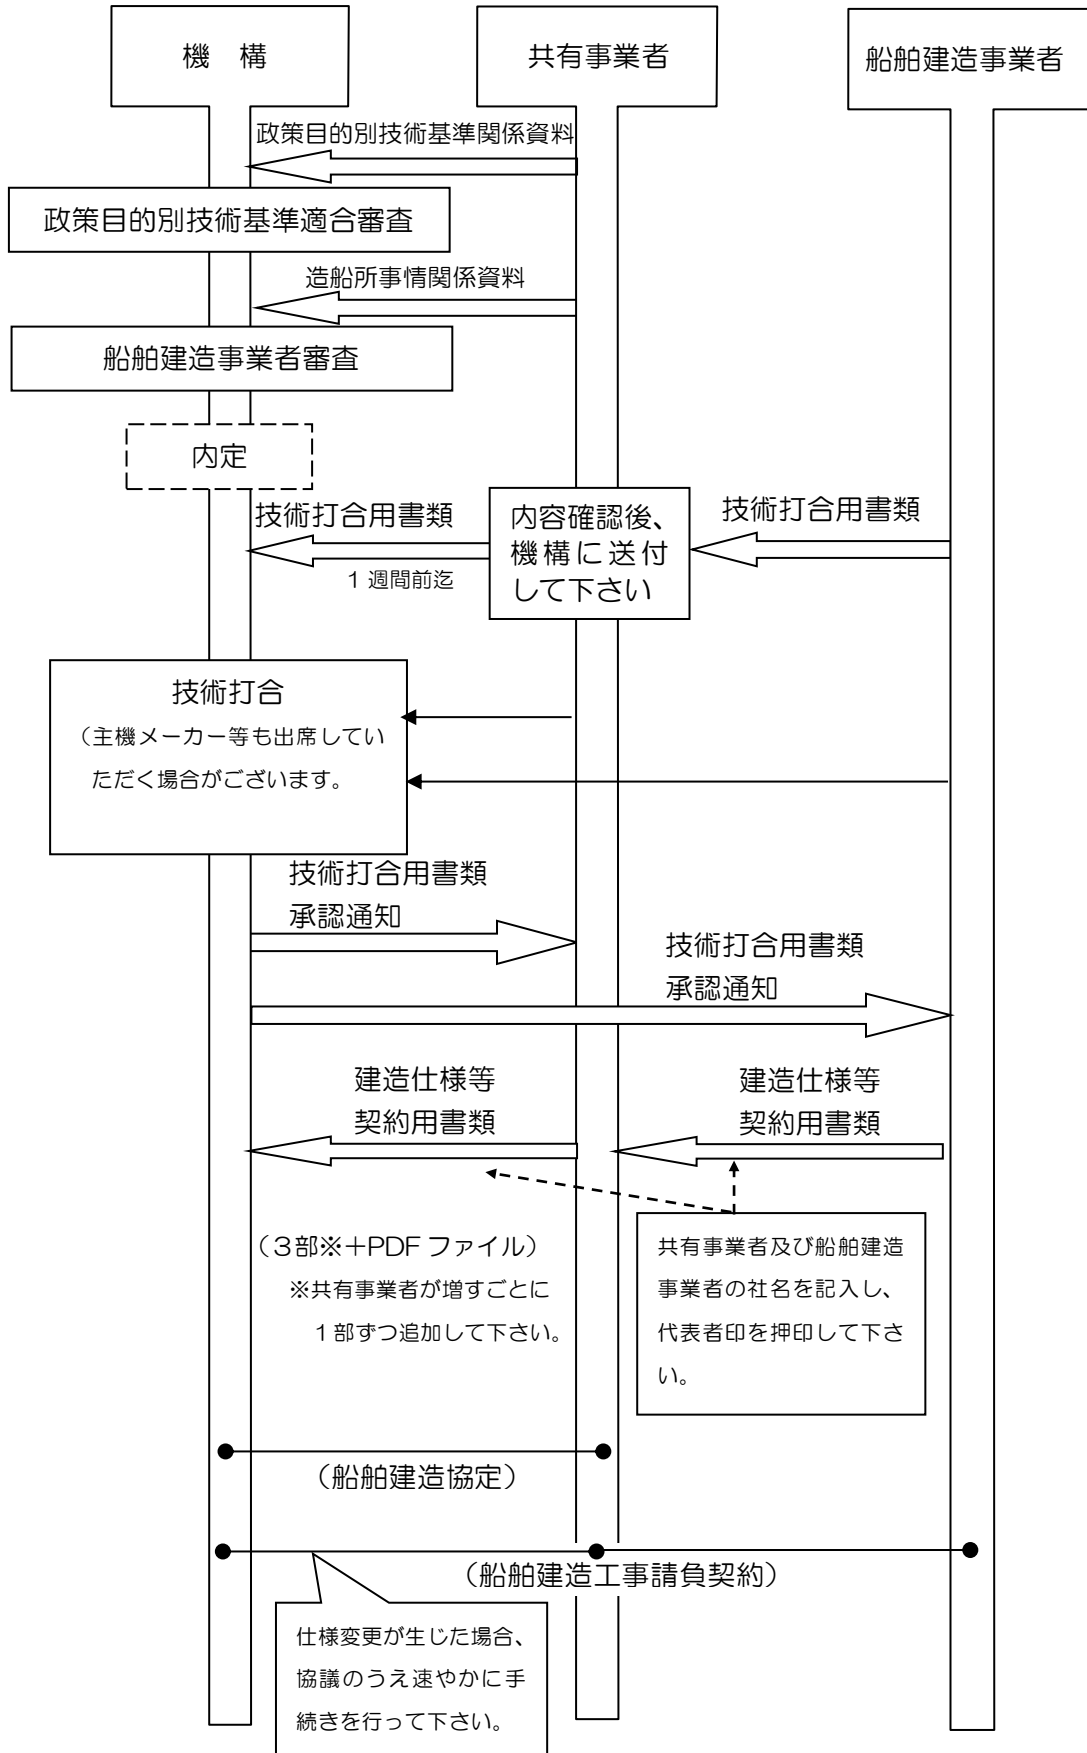 機　構
共有事業者
船舶建造事業者
政策目的別技術基準関係資料
政策目的別技術基準適合審査
造船所事情関係資料
船舶建造事業者審査
内定
技術打合用書類
1 週間前迄
内容確認後、
機構に送付
して下さい
技術打合用書類
技術打合
（主機メーカー等も出席してい
ただく場合がございます。
技術打合用書類
承認通知
技術打合用書類
承認通知
建造仕様等
契約用書類
建造仕様等
契約用書類
（３部※＋PDF ファイル）
※共有事業者が増すごとに
1 部ずつ追加して下さい。
共有事業者及び船舶建造
事業者の社名を記入し、
代表者印を押印して下さ
い。
（船舶建造協定）
（船舶建造工事請負契約）
仕様変更が生じた場合、
協議のうえ速やかに手
続きを行って下さい。